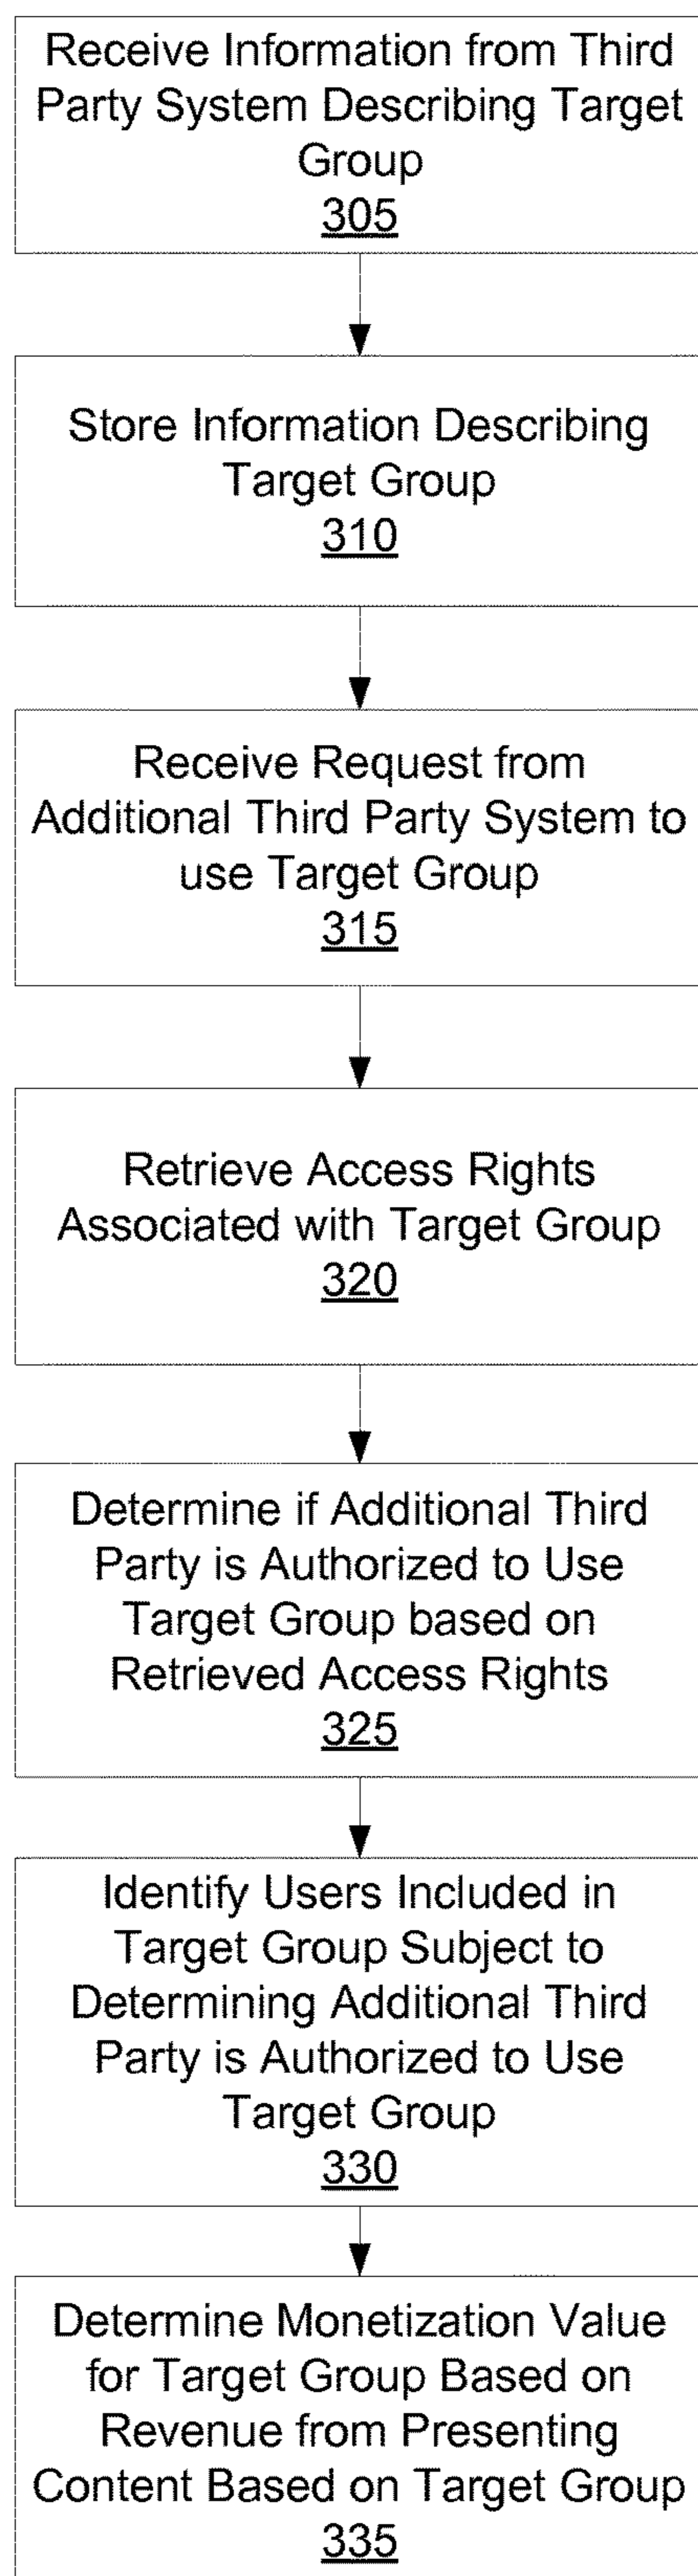 Receive Information from Third
Party System Describing Target
Group
305
Store Information Describing
Target Group
310
Receive Request from
Additional Third Party System to
use Target Group
315
Retrieve Access Rights
Associated with Target Group
320
Determine if Additional Third
Party is Authorized to Use
Target Group based on
Retrieved Access Rights
325
Identify Users Included in
Target Group Subject to
Determining Additional Third
Party is Authorized to Use
Target Group
330
Determine Monetization Value
for Target Group Based on
Revenue from Presenting
Content Based on Target Group
335